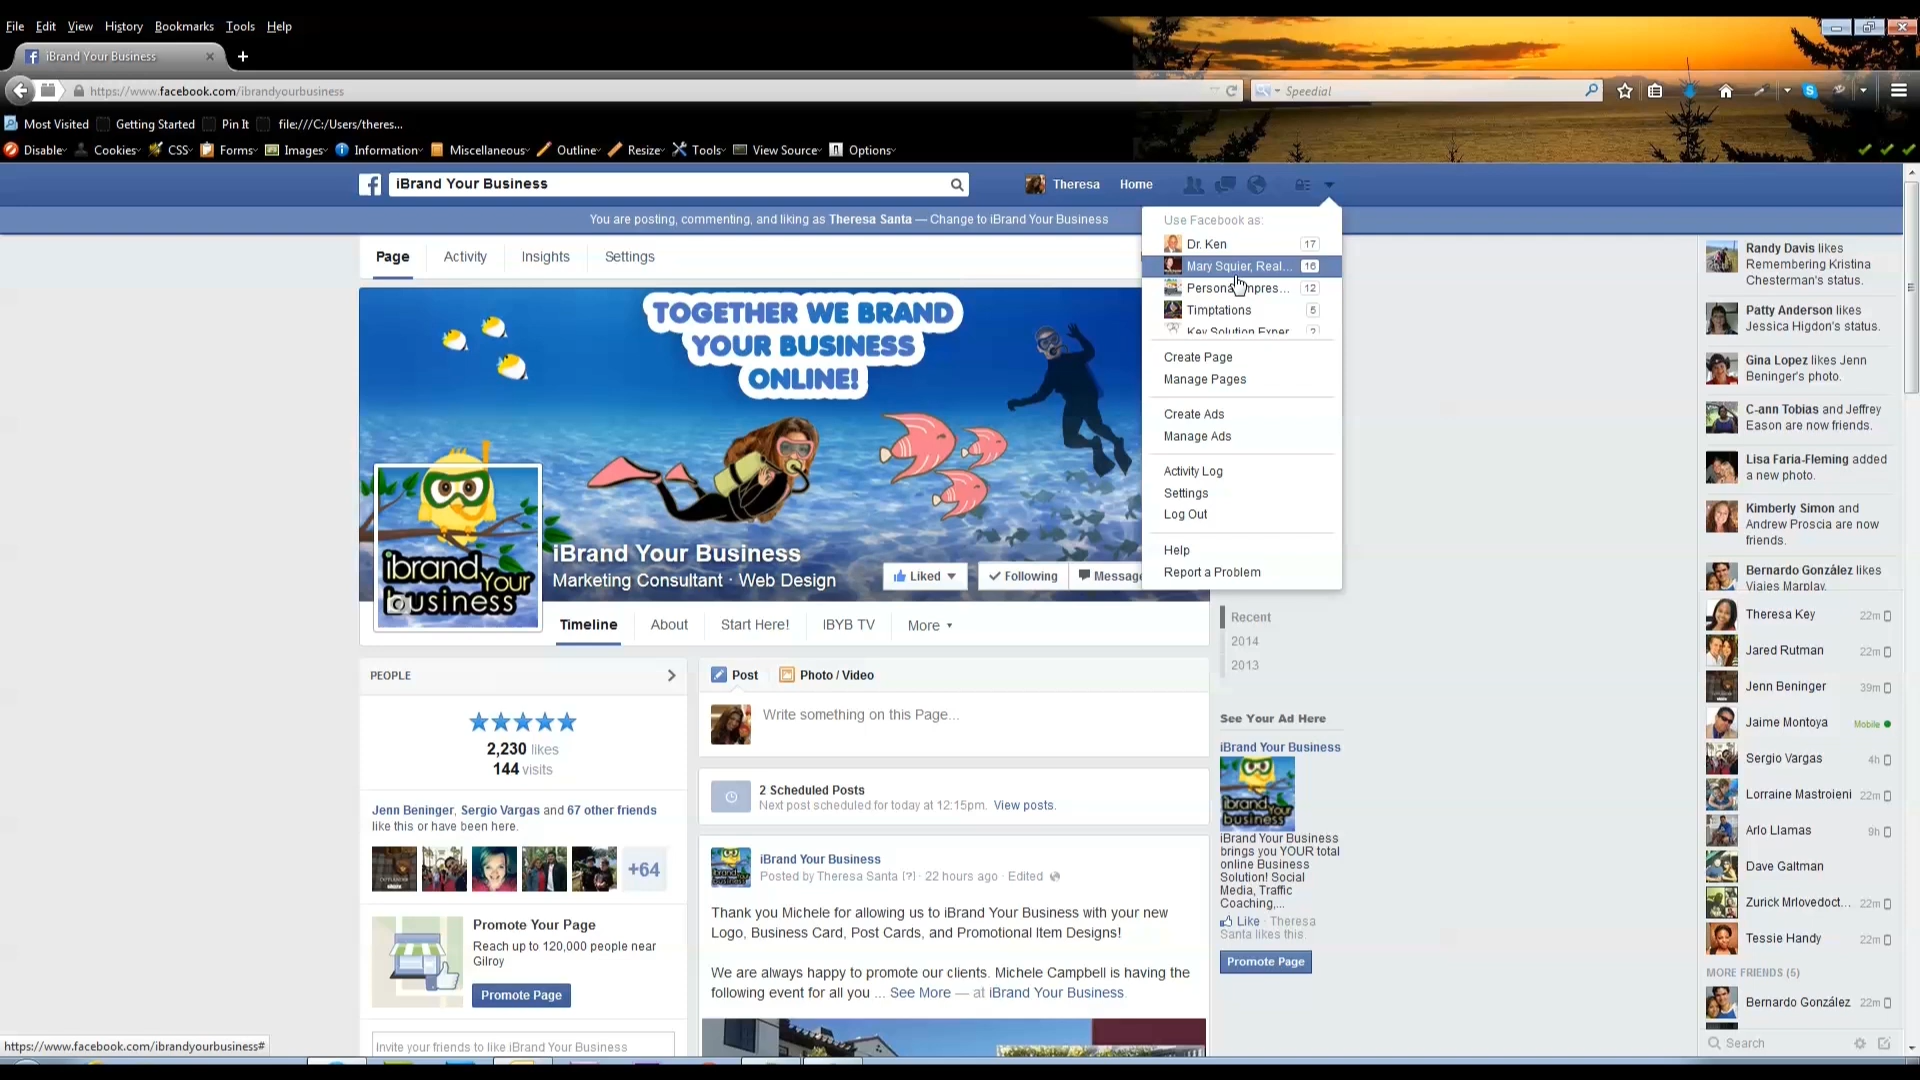 File Edit View History Bookmarks Tools Help
iBrand Your Business
https://www.facebook.com/ibrandyourbusiness
Speedial
Most Visited Getting Started Pin It file:///C:/Users/theres...
Disable Cookies CSS Forms Images Information Miscellaneous Outline Resize Tools View Source Options
iBrand Your Business
Theresa Home
You are posting, commenting, and liking as Theresa Santa — Change to iBrand Your Business
Page Activity Insights Settings
Use Facebook as:
Dr. Ken 17
Mary Squier, Real... 16
12
Timptations 5
Create Page
Manage Pages
Create Ads
Manage Ads
Activity Log
Settings
Log Out
Help
Report a Problem
TOGETHER WE BRAND
YOUR BUSINESS
ONLINE!
ibrand Your
business
iBrand Your Business
Marketing Consultant · Web Design
Liked Following Messag
Timeline About Start Here! IBYB TV More
Recent
2014
2013
PEOPLE
2,230 likes
144 visits
Jenn Beninger, Sergio Vargas and 67 other friends
like this or have been here.
+64
Promote Your Page
Reach up to 120,000 people near
Gilroy
Promote Page
Invite your friends to like iBrand Your Business
Post Photo / Video
Write something on this Page...
2 Scheduled Posts
Next post scheduled for today at 12:15pm. View posts.
iBrand Your Business
Posted by Theresa Santa [?] · 22 hours ago · Edited
Thank you Michele for allowing us to iBrand Your Business with your new
Logo, Business Card, Post Cards, and Promotional Item Designs!
We are always happy to promote our clients. Michele Campbell is having the
following event for all you ... See More — at iBrand Your Business.
See Your Ad Here
iBrand Your Business
ibrand Your
business
iBrand Your Business
brings you YOUR total
online Business
Solution! Social
Media, Traffic
Coaching,...
Like · Theresa
Santa likes this
Promote Page
Randy Davis likes
Remembering Kristina
Chesterman's status.
Patty Anderson likes
Jessica Higdon's status.
Gina Lopez likes Jenn
Beninger's photo.
C-ann Tobias and Jeffrey
Eason are now friends.
Lisa Faria-Fleming added
a new photo.
Kimberly Simon and
Andrew Proscia are now
friends.
Bernardo González likes
Viajes Marplay.
Theresa Key 22m
Jared Rutman 22m
Jenn Beninger 39m
Jaime Montoya Mobile
Sergio Vargas 4h
Lorraine Mastroieni 22m
Arlo Llamas 9h
Dave Galtman
Zurick Mrlovedoct... 22m
Tessie Handy 22m
MORE FRIENDS (5)
Bernardo González 22m
Search
https://www.facebook.com/ibrandyourbusiness#